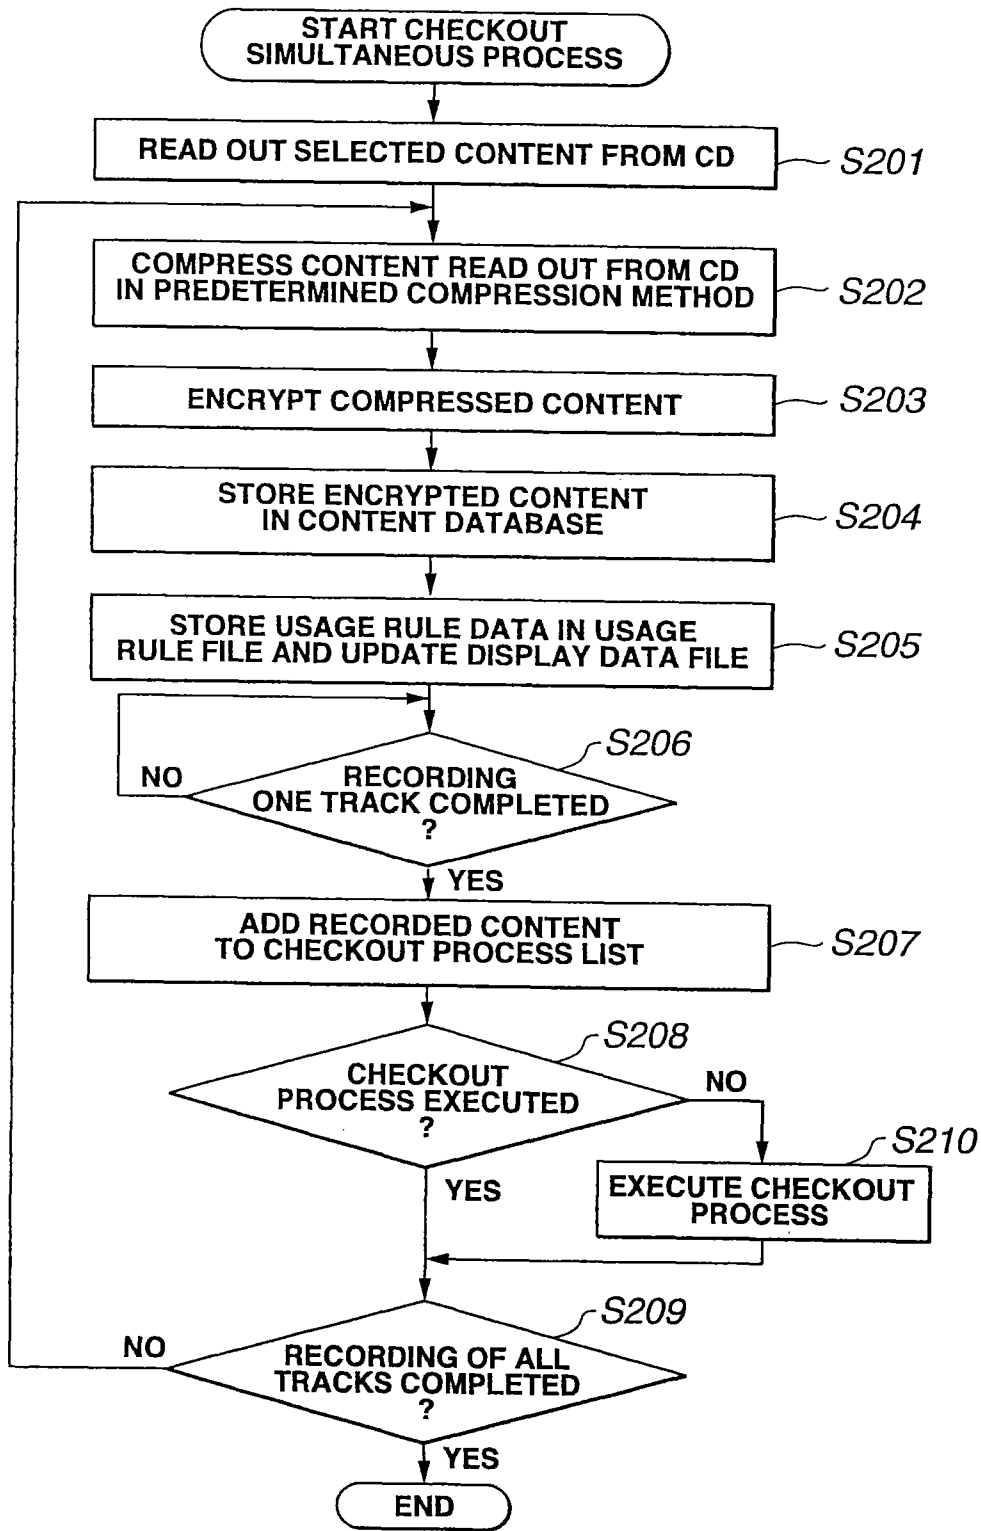 START CHECKOUT
SIMULTANEOUS PROCESS
READ OUT SELECTED CONTENT FROM CD
S201
COMPRESS CONTENT READ OUT FROM CD
IN PREDETERMINED COMPRESSION METHOD
S202
ENCRYPT COMPRESSED CONTENT
S203
STORE ENCRYPTED CONTENT
IN CONTENT DATABASE
S204
STORE USAGE RULE DATA IN USAGE
RULE FILE AND UPDATE DISPLAY DATA FILE
S205
S206
NO
RECORDING
ONE TRACK COMPLETED
?
YES
ADD RECORDED CONTENT
TO CHECKOUT PROCESS LIST
S207
S208
CHECKOUT
PROCESS EXECUTED
?
NO
YES
S210
EXECUTE CHECKOUT
PROCESS
S209
NO
RECORDING OF ALL
TRACKS COMPLETED
?
YES
END